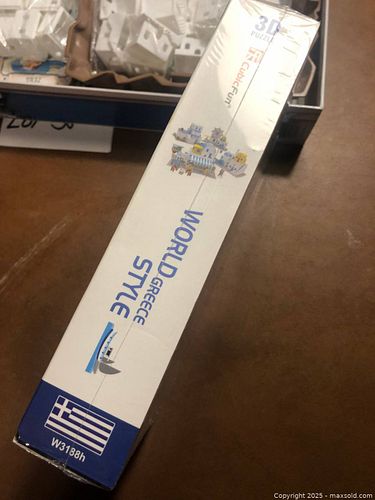 3D
PUZZLE
CubicFun
WORLD GREECE
STYLE
W3188h
Copyright © 2025 - maxsold.com